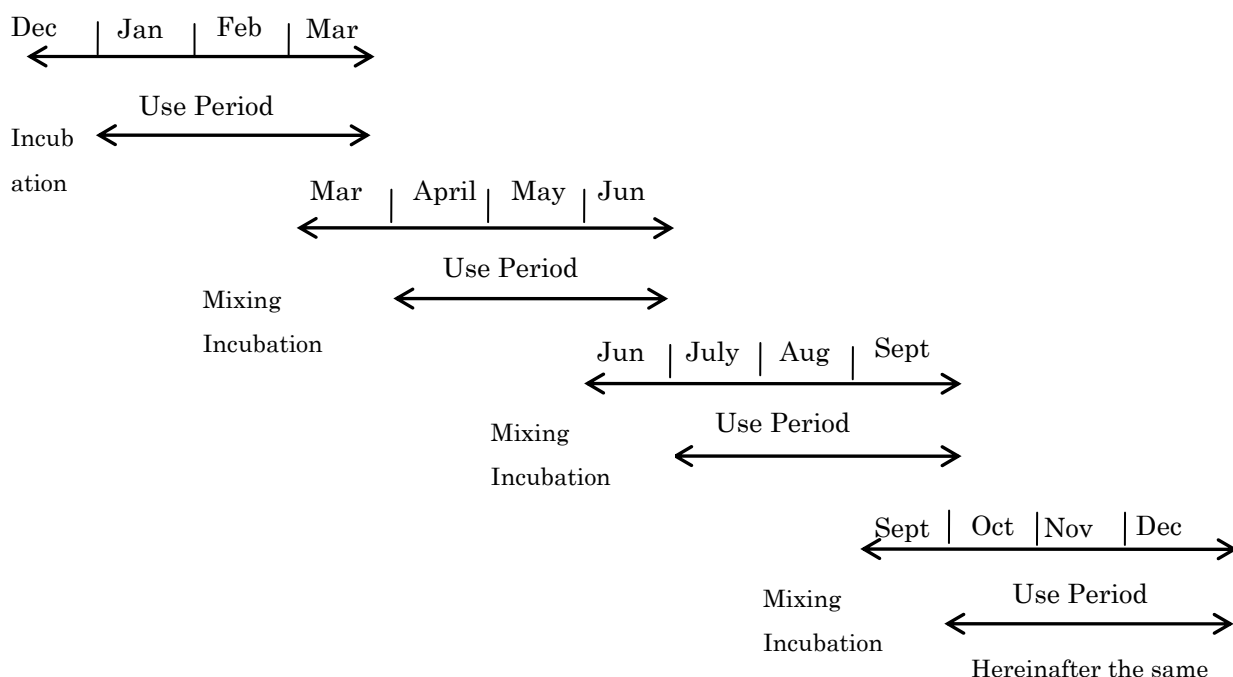 Dec Jan Feb Mar
Use Period
Incub
ation
Mar April May Jun
Use Period
Mixing
Incubation
Jun July Aug Sept
Use Period
Mixing
Incubation
Sept Oct Nov Dec
Use Period
Mixing
Incubation
Hereinafter the same